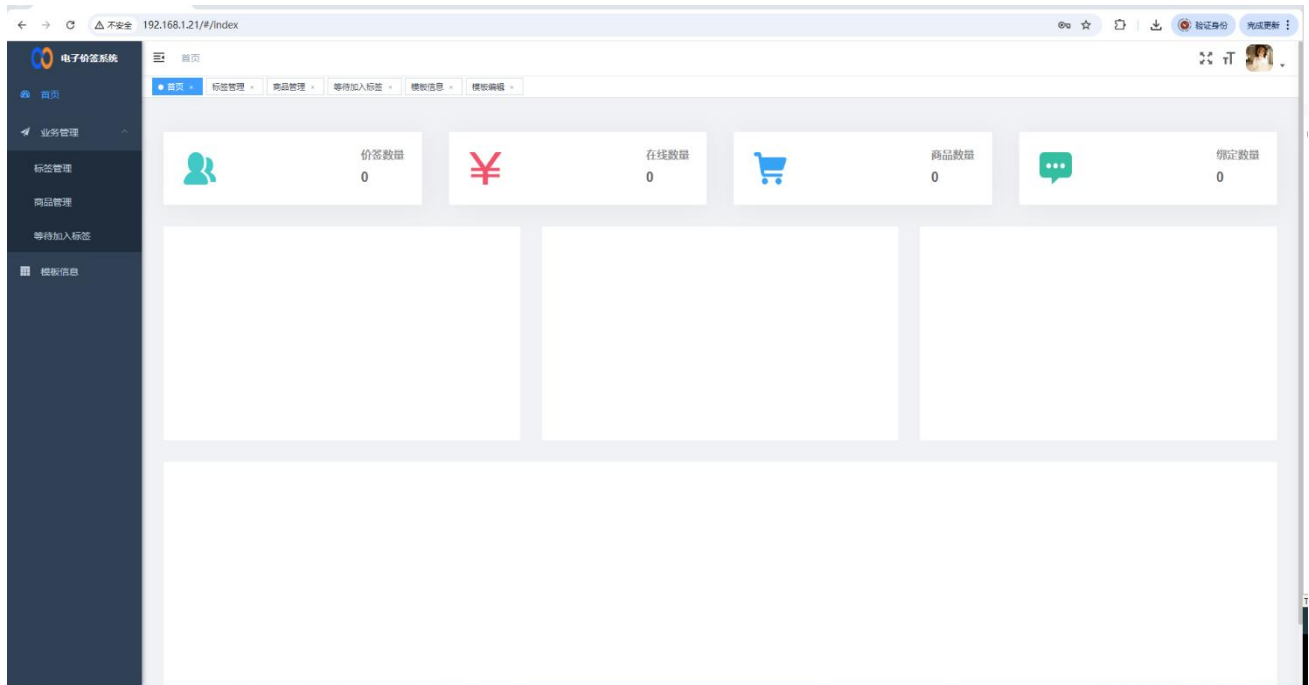 不安全 192.168.1.21/#/index 验证身份 完成更新
电子价签系统 首页
首页 × 标签管理 × 商品管理 × 等待加入标签 × 模板信息 × 模板编辑 ×
首页
业务管理
标签管理
商品管理
等待加入标签
模板信息
价签数量
0
在线数量
0
商品数量
0
绑定数量
0